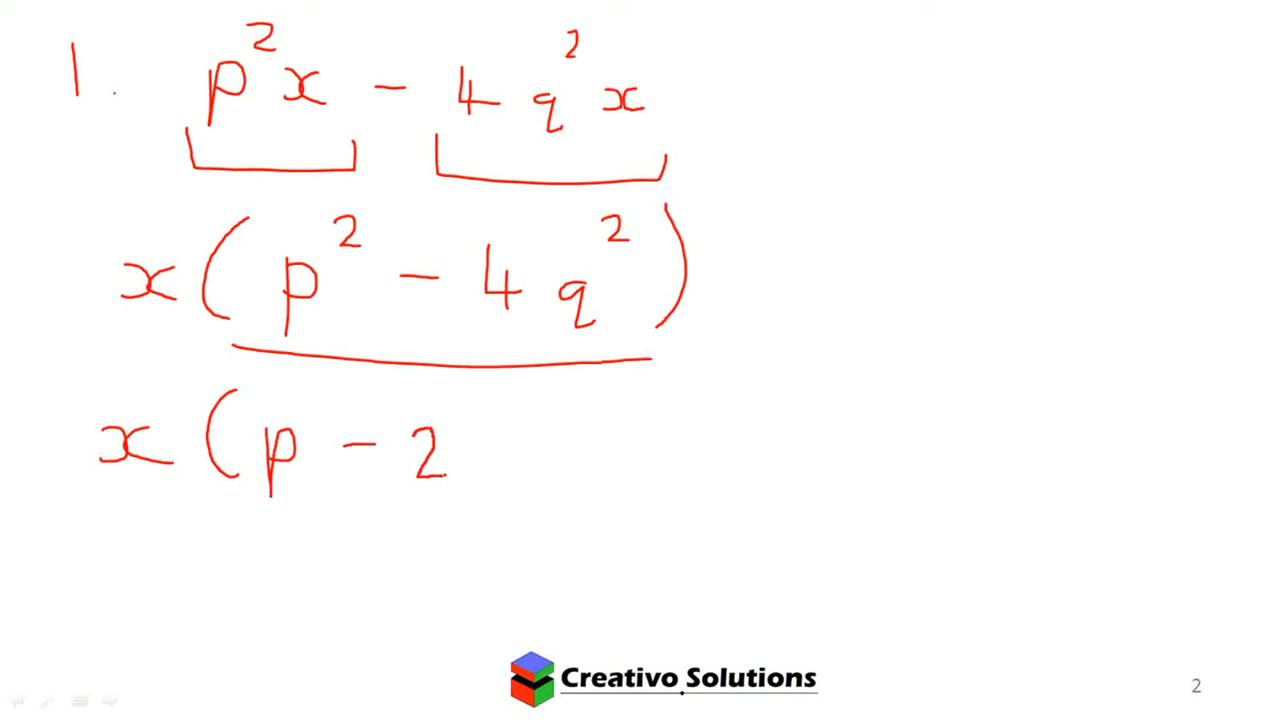 1. p²x - 4q²x
x(p² - 4q²)
x(p - 2
Creativo Solutions
2